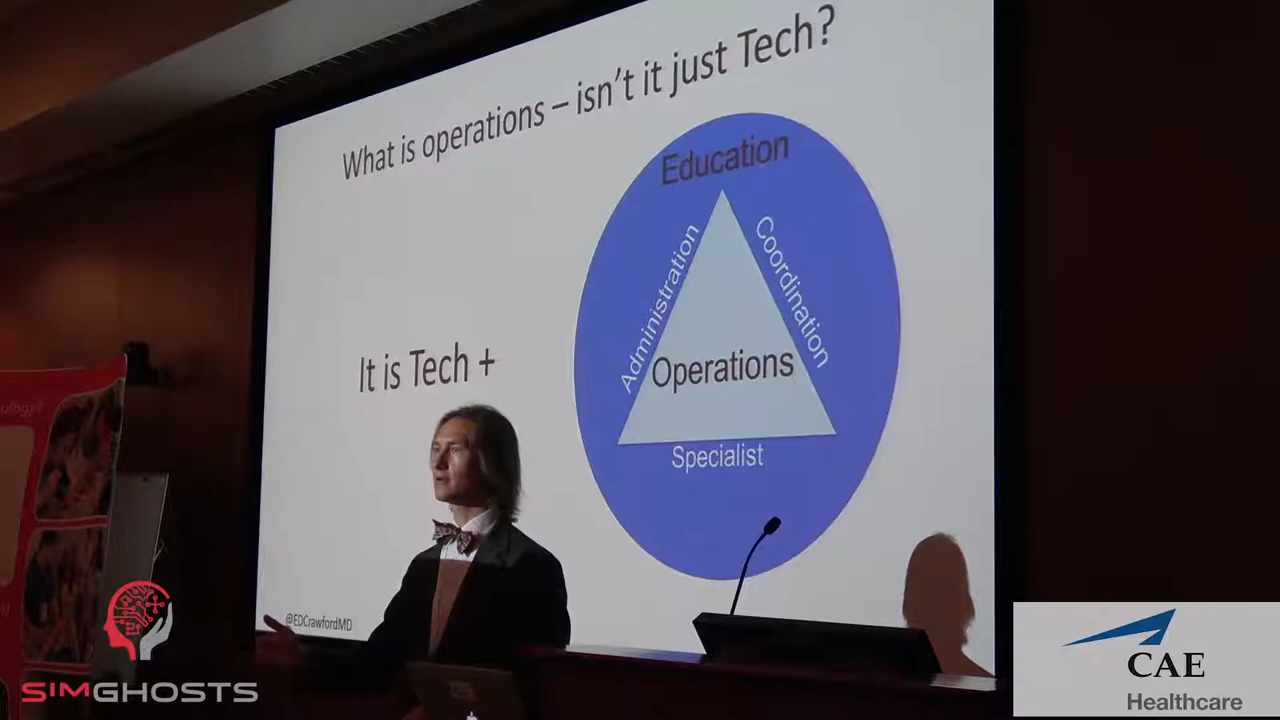 What is operations – isn't it just Tech?
Education
Administration
Coordination
It is Tech +
Operations
Specialist
@EDCrawfordMD
SIMGHOSTS
CAE
Healthcare